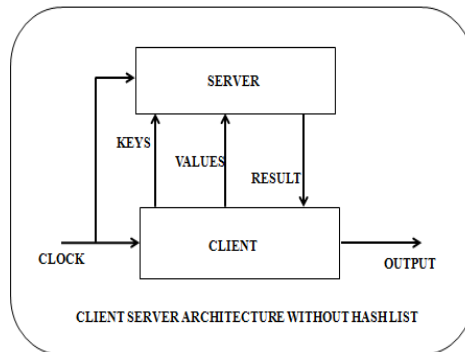 SERVER
KEYS
VALUES
RESULT
CLIENT
CLOCK
OUTPUT
CLIENT SERVER ARCHITECTURE WITHOUT HASH LIST